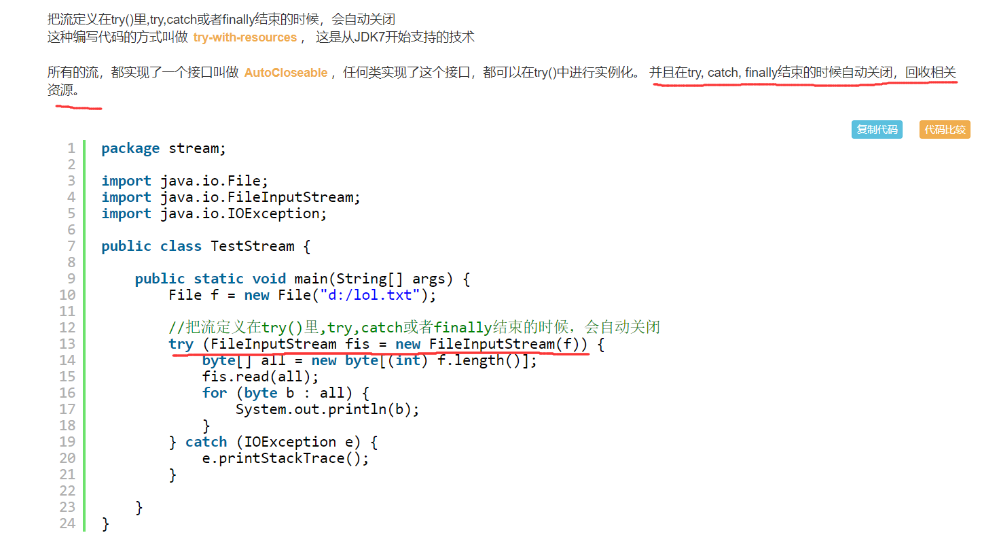 把流定义在try()里,try,catch或者finally结束的时候，会自动关闭
这种编写代码的方式叫做 try-with-resources ， 这是从JDK7开始支持的技术
所有的流，都实现了一个接口叫做 AutoCloseable ，任何类实现了这个接口，都可以在try()中进行实例化。 并且在try, catch, finally结束的时候自动关闭，回收相关
资源。
复制代码 代码比较
1 package stream;
2
3 import java.io.File;
4 import java.io.FileInputStream;
5 import java.io.IOException;
6
7 public class TestStream {
8
9     public static void main(String[] args) {
10         File f = new File("d:/lol.txt");
11
12         //把流定义在try()里,try,catch或者finally结束的时候，会自动关闭
13         try (FileInputStream fis = new FileInputStream(f)) {
14             byte[] all = new byte[(int) f.length()];
15             fis.read(all);
16             for (byte b : all) {
17                 System.out.println(b);
18             }
19         } catch (IOException e) {
20             e.printStackTrace();
21         }
22
23     }
24 }